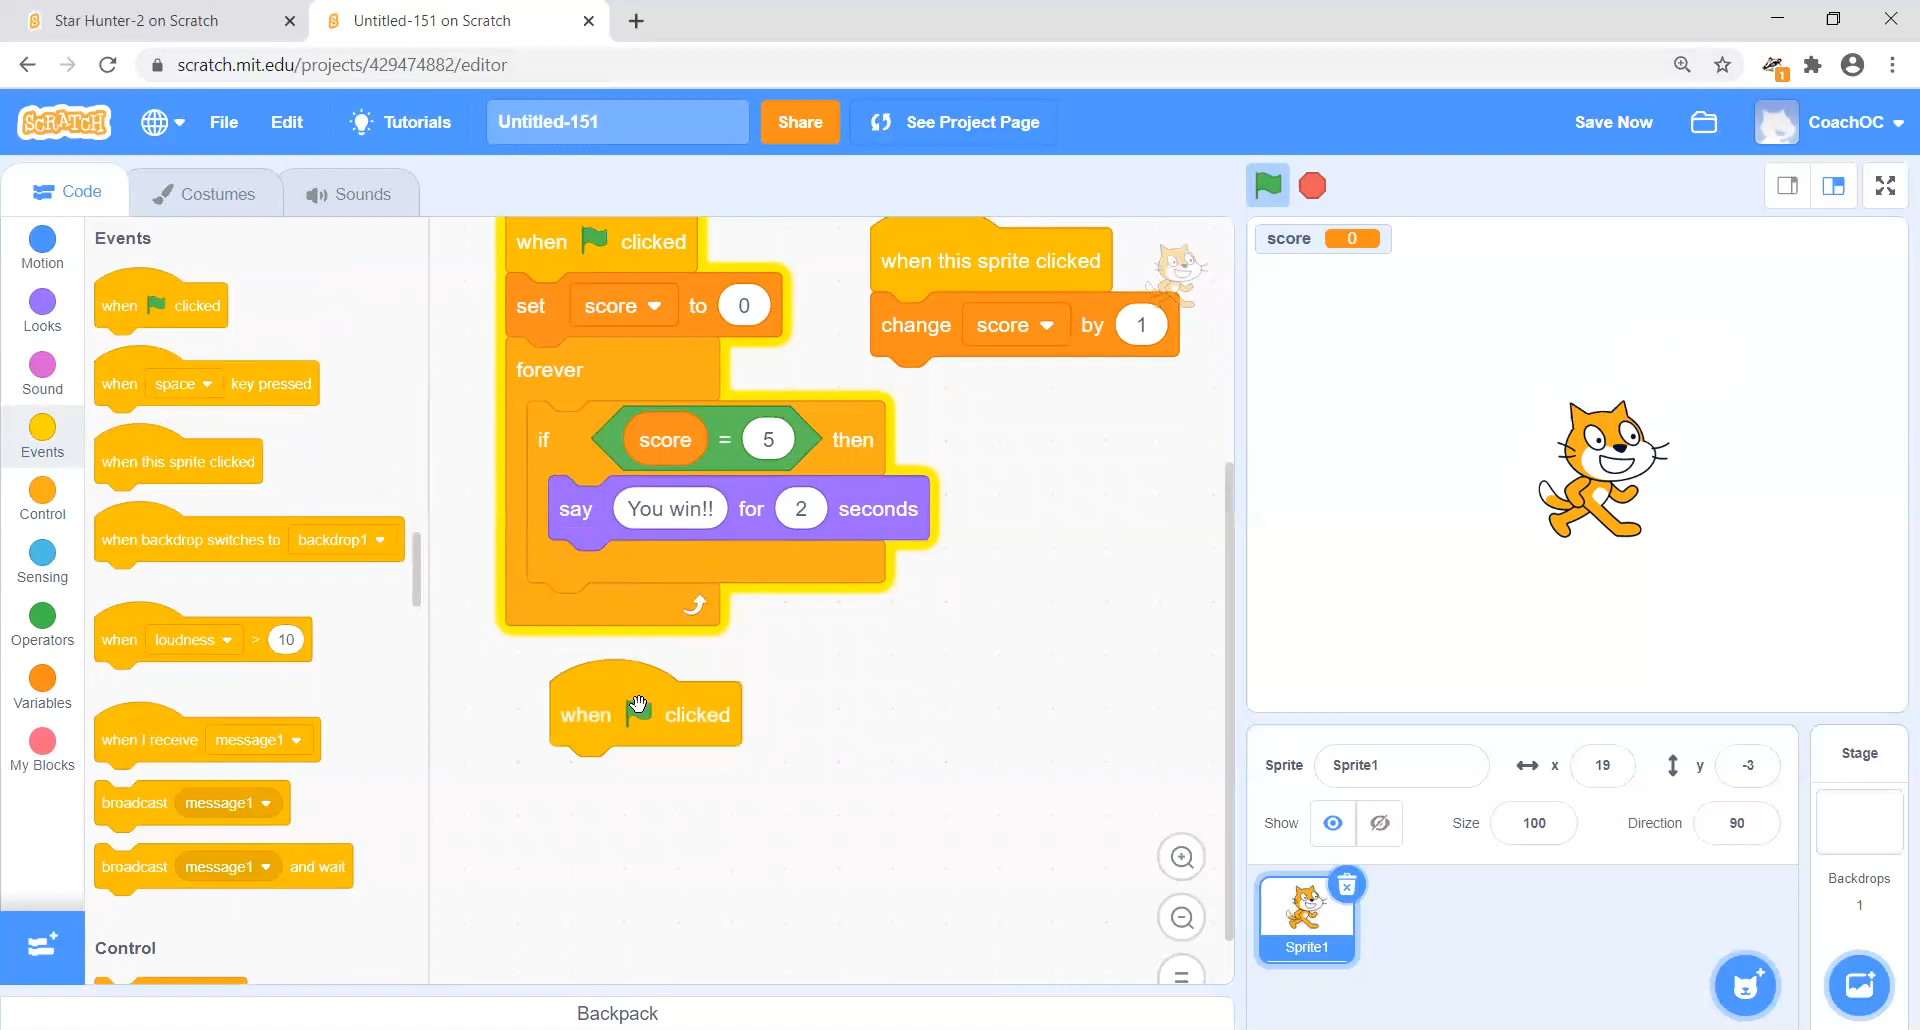 Star Hunter-2 on Scratch
Untitled-151 on Scratch
scratch.mit.edu/projects/429474882/editor
1
SCRATCH
File
Edit
Tutorials
Untitled-151
Share
See Project Page
Save Now
CoachOC
Code
Costumes
Sounds
Motion
Looks
Sound
Events
Control
Sensing
Operators
Variables
My Blocks
Events
when clicked
when space key pressed
when this sprite clicked
when backdrop switches to backdrop1
when loudness > 10
when I receive message1
broadcast message1
broadcast message1 and wait
Control
when clicked
set score to 0
forever
if score = 5 then
say You win!! for 2 seconds
when clicked
when this sprite clicked
change score by 1
score 0
Sprite Sprite1 x 19 y -3
Show Size 100 Direction 90
Sprite1
Stage
Backdrops
1
Backpack